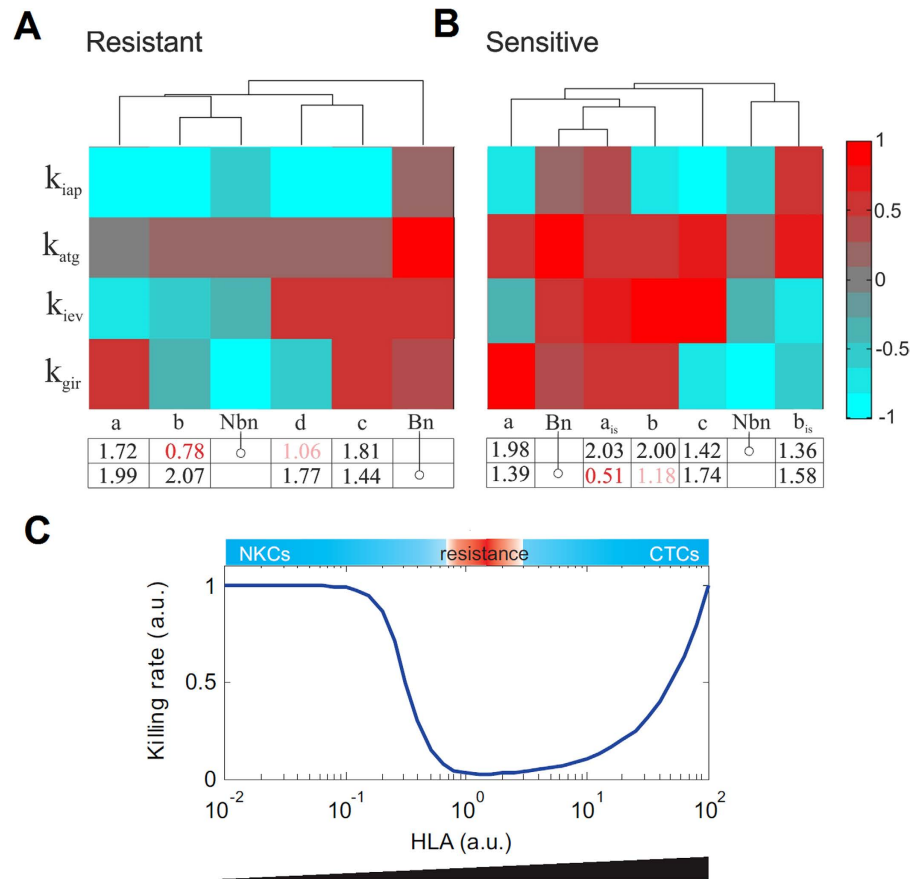 A
Resistant
B
Sensitive
k_iap
k_atg
k_iev
k_gir
1
0.5
0
-0.5
-1
a b Nbn d c Bn
1.72 0.78 1.06 1.81
1.99 2.07 1.77 1.44
a Bn a_is b c Nbn b_is
1.98 2.03 2.00 1.42 1.36
1.39 0.51 1.18 1.74 1.58
C
NKCs resistance CTCs
Killing rate (a.u.)
1
0.5
0
10^-2 10^-1 10^0 10^1 10^2
HLA (a.u.)